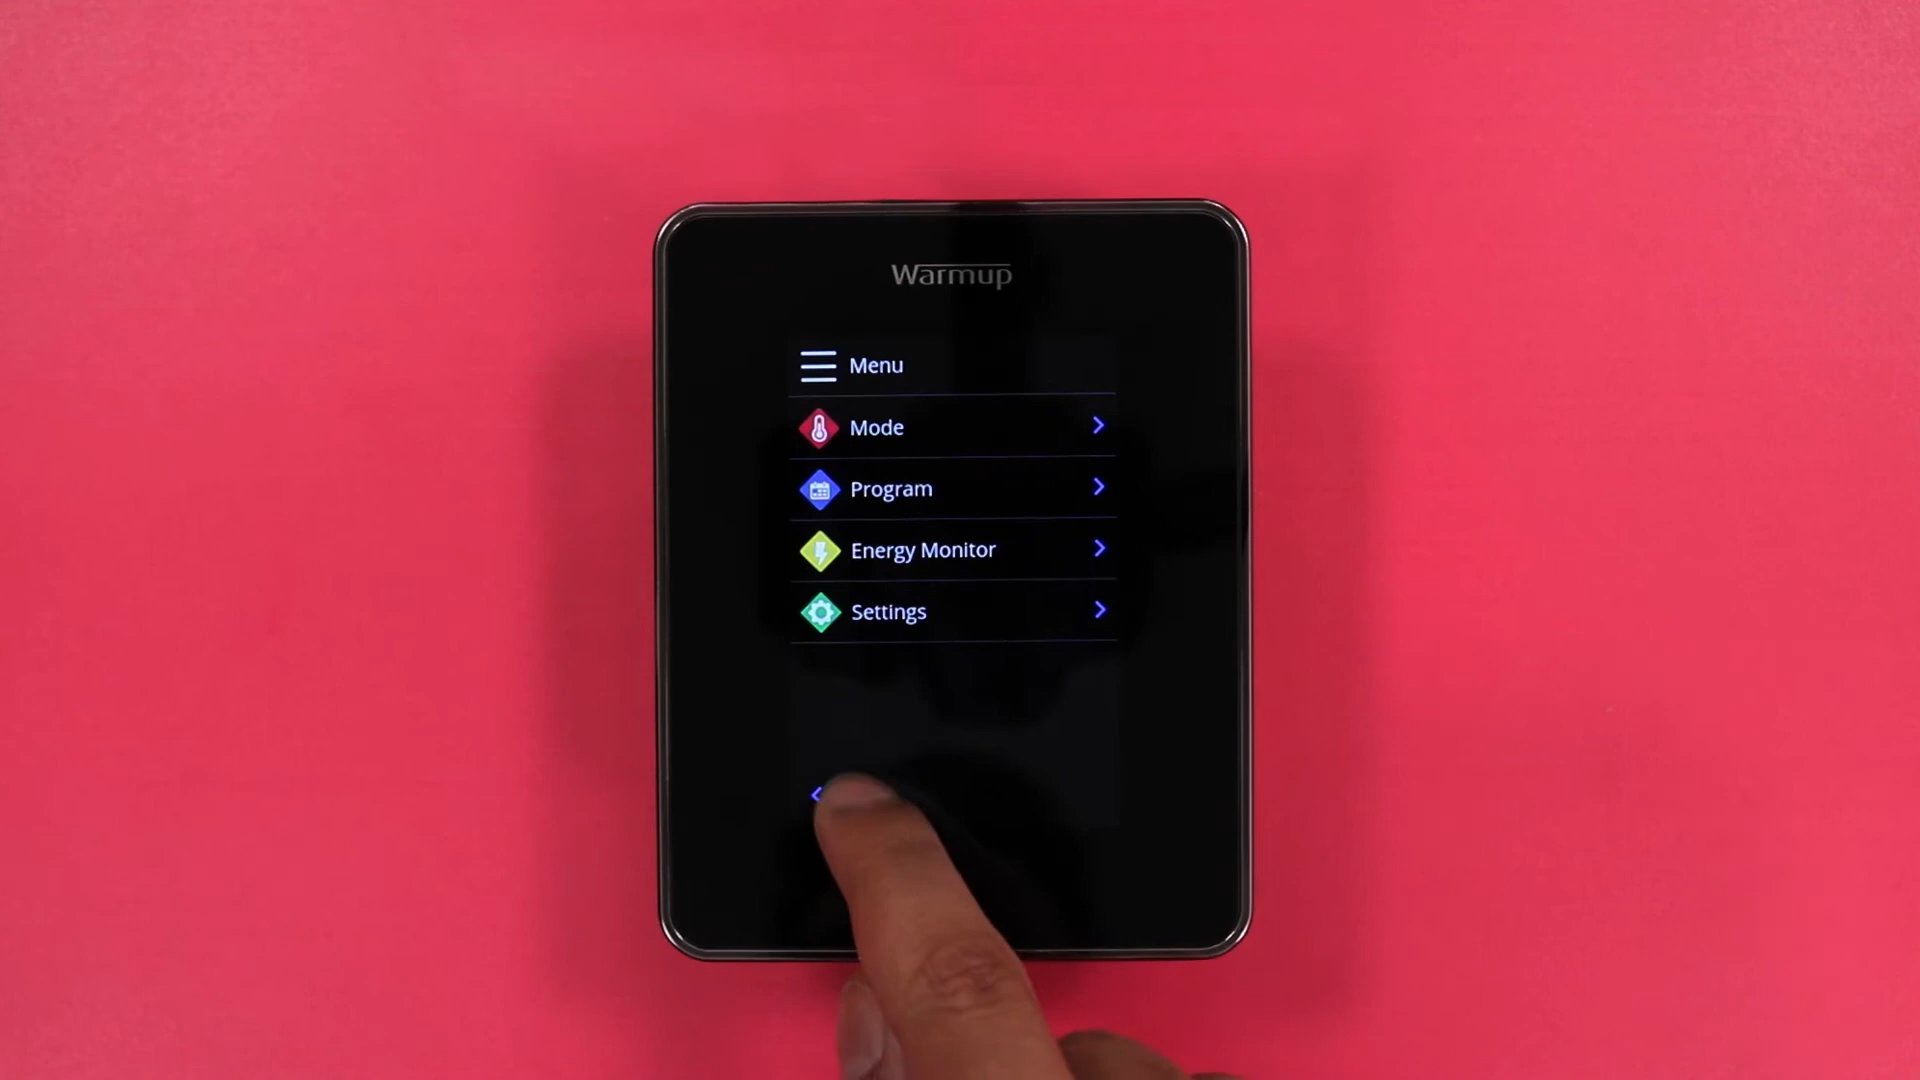 Warmup
Menu
Mode
Program
Energy Monitor
Settings